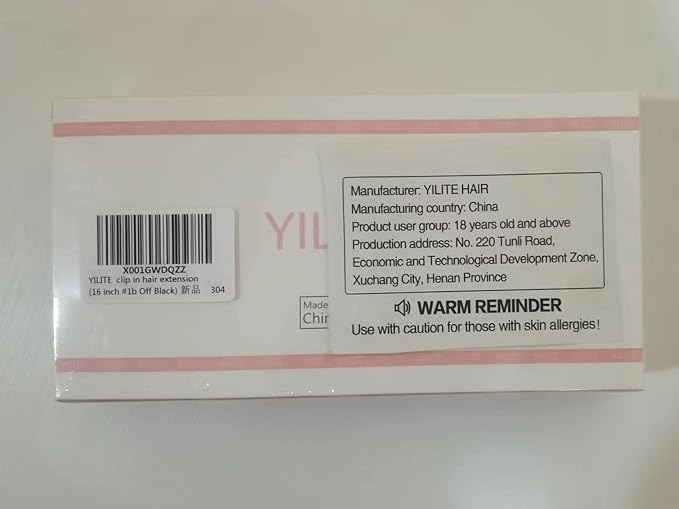 X001GWDQZZ
YILITE clip in hair extension
(16 inch #1b Off Black) 新品 304
YIL
Made
Chin
Manufacturer: YILITE HAIR
Manufacturing country: China
Product user group: 18 years old and above
Production address: No. 220 Tunli Road,
Economic and Technological Development Zone,
Xuchang City, Henan Province
WARM REMINDER
Use with caution for those with skin allergies!